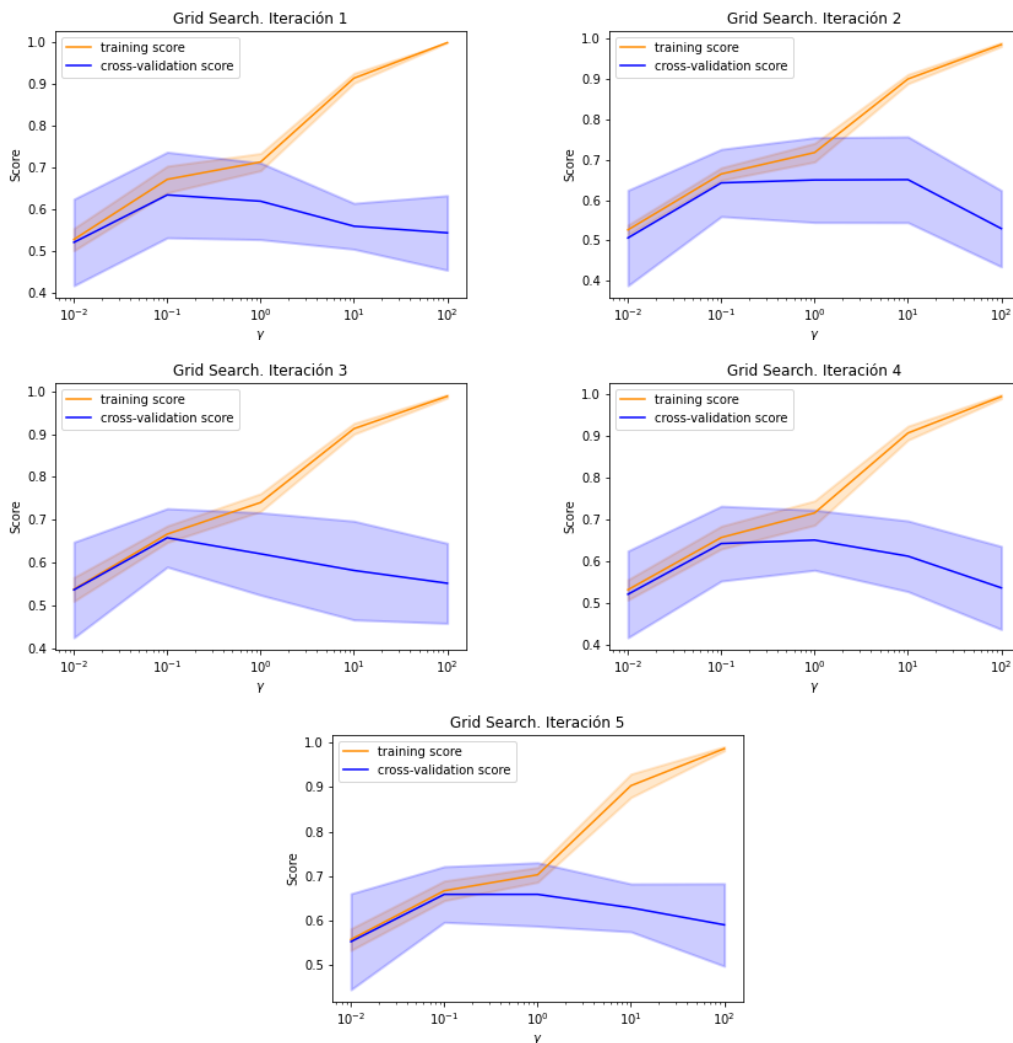 Grid Search. Iteración 1
training score
cross-validation score
1.0
0.9
0.8
0.7
0.6
0.5
0.4
Score
10⁻² 10⁻¹ 10⁰ 10¹ 10²
γ
Grid Search. Iteración 2
training score
cross-validation score
1.0
0.9
0.8
0.7
0.6
0.5
0.4
Score
10⁻² 10⁻¹ 10⁰ 10¹ 10²
γ
Grid Search. Iteración 3
training score
cross-validation score
1.0
0.9
0.8
0.7
0.6
0.5
0.4
Score
10⁻² 10⁻¹ 10⁰ 10¹ 10²
γ
Grid Search. Iteración 4
training score
cross-validation score
1.0
0.9
0.8
0.7
0.6
0.5
0.4
Score
10⁻² 10⁻¹ 10⁰ 10¹ 10²
γ
Grid Search. Iteración 5
training score
cross-validation score
1.0
0.9
0.8
0.7
0.6
0.5
Score
10⁻² 10⁻¹ 10⁰ 10¹ 10²
γ